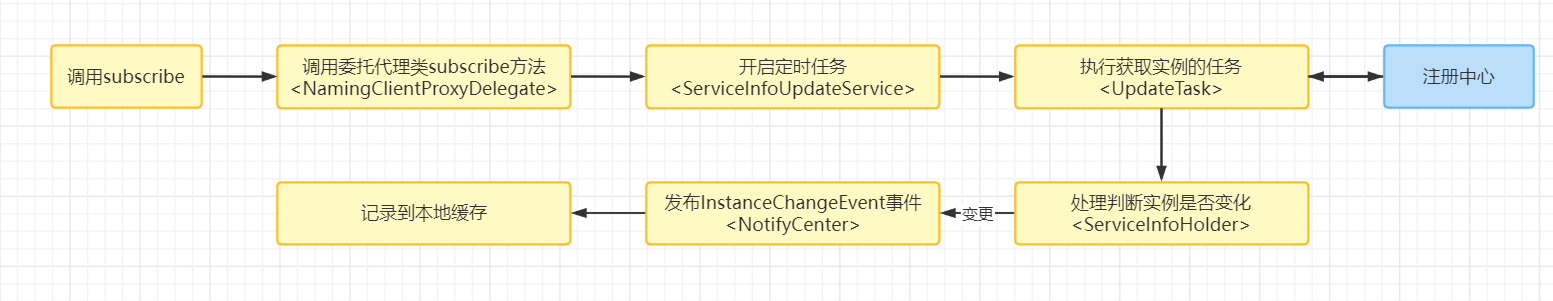 调用subscribe
调用委托代理类subscribe方法
<NamingClientProxyDelegate>
开启定时任务
<ServiceInfoUpdateService>
执行获取实例的任务
<UpdateTask>
注册中心
处理判断实例是否变化
<ServiceInfoHolder>
变更
发布InstanceChangeEvent事件
<NotifyCenter>
记录到本地缓存